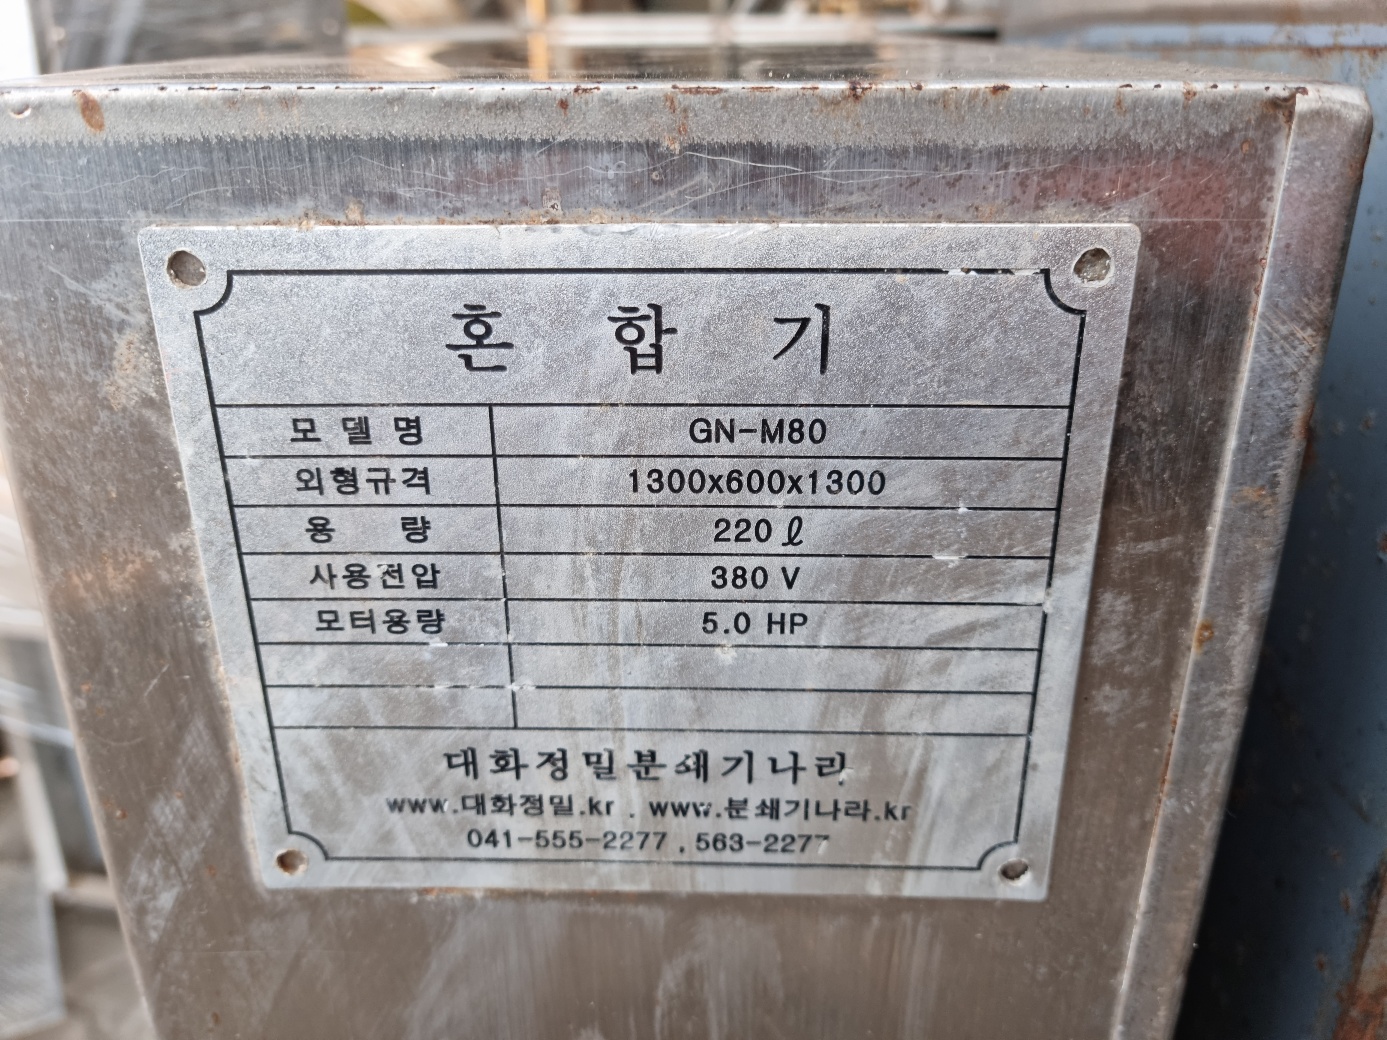 혼 합 기
모 델 명 GN-M80
외형규격 1300x600x1300
용 량 220 ℓ
사용전압 380 V
모터용량 5.0 HP
대화정밀분쇄기나라
www.대화정밀.kr . www.분쇄기나라.kr
041-555-2277 , 563-2277